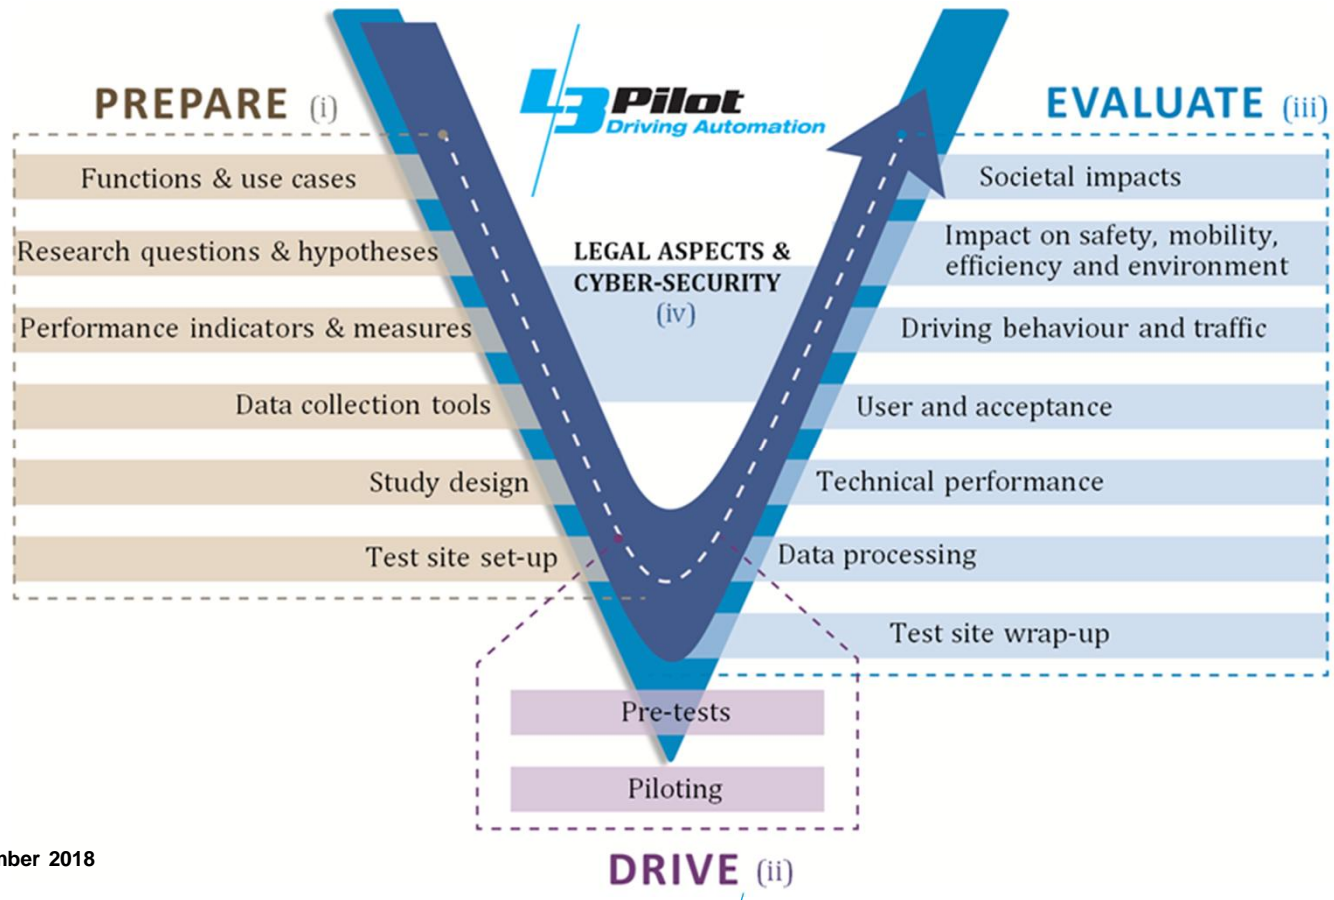 PREPARE (i)
Functions & use cases
Research questions & hypotheses
Performance indicators & measures
Data collection tools
Study design
Test site set-up
L3Pilot
Driving Automation
LEGAL ASPECTS &
CYBER-SECURITY
(iv)
EVALUATE (iii)
Societal impacts
Impact on safety, mobility,
efficiency and environment
Driving behaviour and traffic
User and acceptance
Technical performance
Data processing
Test site wrap-up
Pre-tests
Piloting
DRIVE (ii)
2018